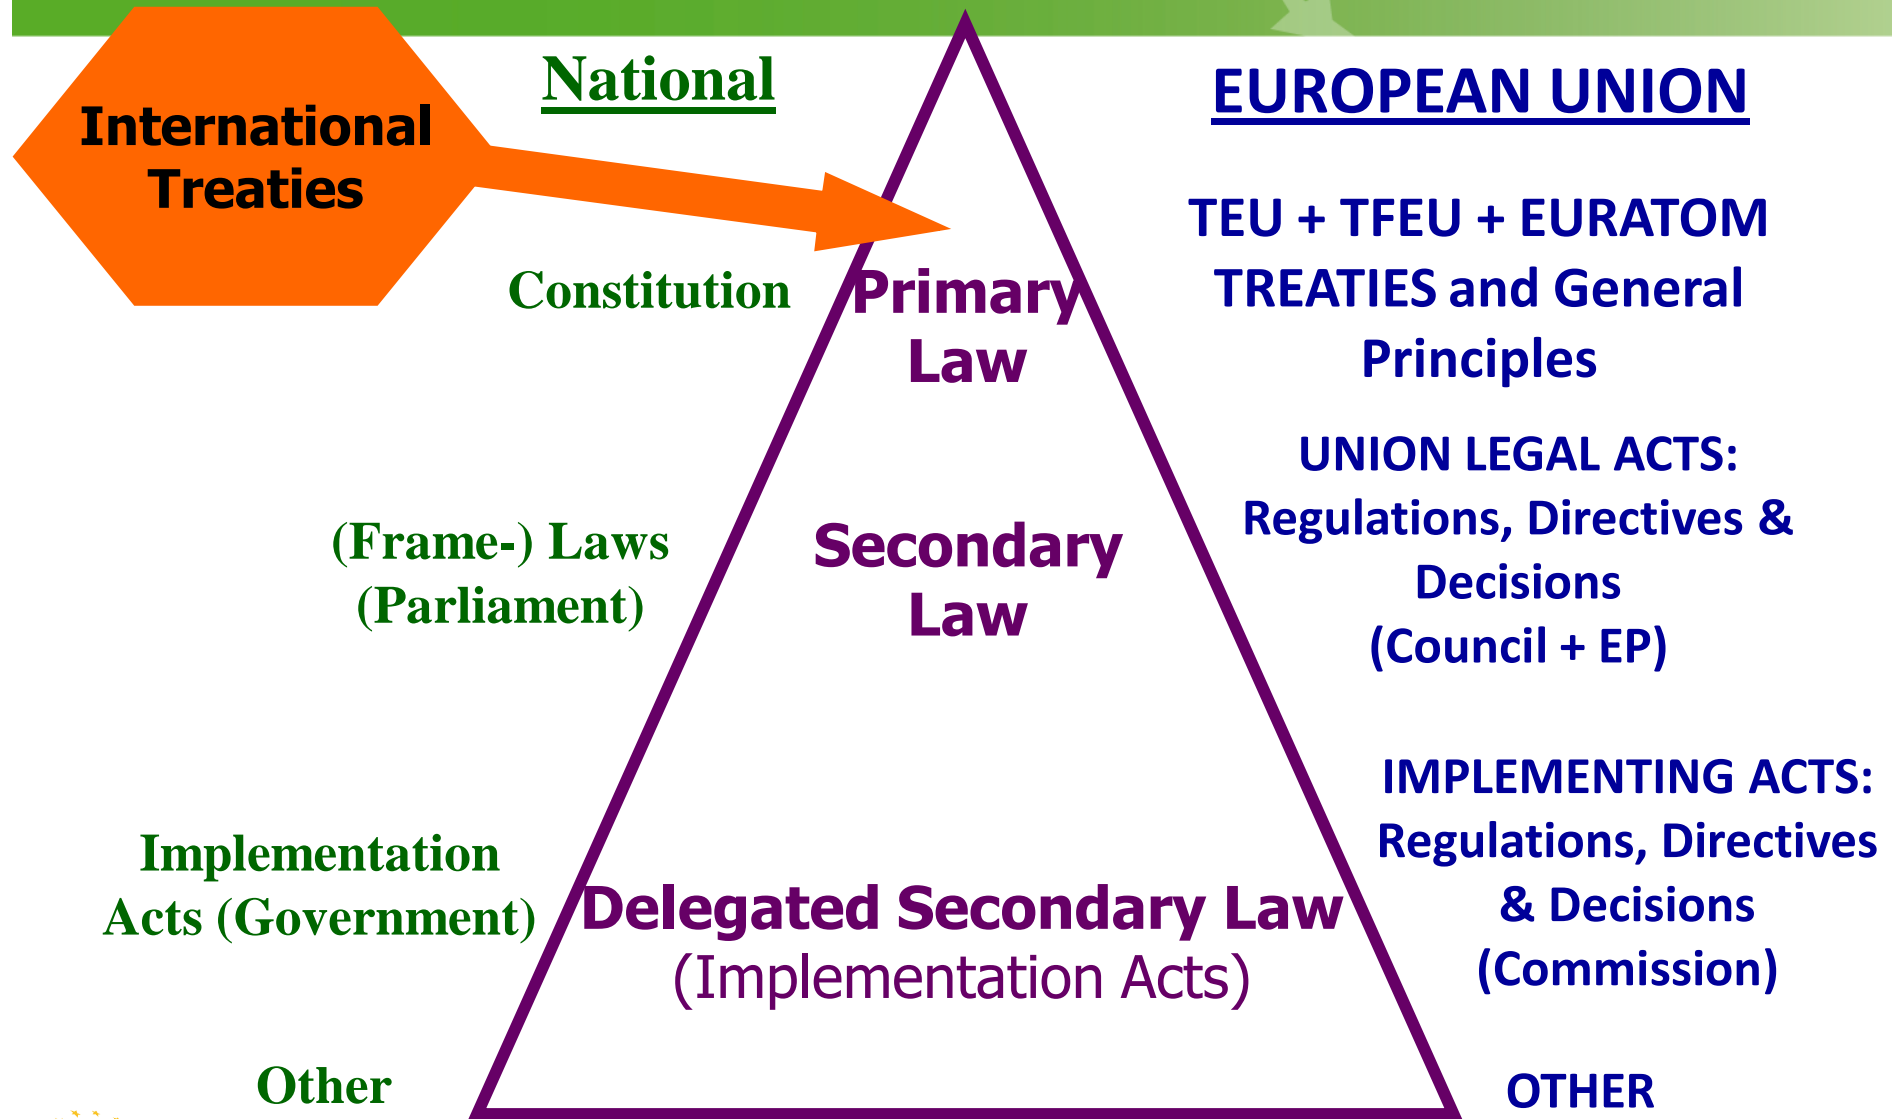 International
Treaties
National
EUROPEAN UNION
Constitution
Primary
Law
TEU + TFEU + EURATOM
TREATIES and General
Principles
(Frame-) Laws
(Parliament)
Secondary
Law
UNION LEGAL ACTS:
Regulations, Directives &
Decisions
(Council + EP)
Implementation
Acts (Government)
Delegated Secondary Law
(Implementation Acts)
IMPLEMENTING ACTS:
Regulations, Directives
& Decisions
(Commission)
Other
OTHER